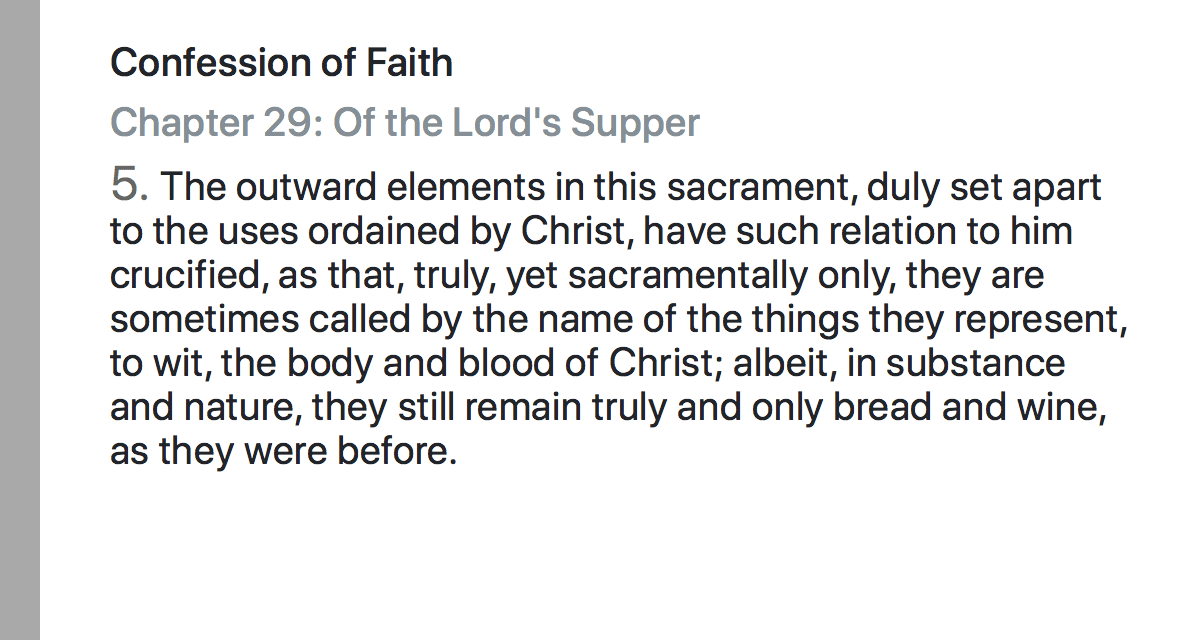 Confession of Faith
Chapter 29: Of the Lord's Supper
5. The outward elements in this sacrament, duly set apart
to the uses ordained by Christ, have such relation to him
crucified, as that, truly, yet sacramentally only, they are
sometimes called by the name of the things they represent,
to wit, the body and blood of Christ; albeit, in substance
and nature, they still remain truly and only bread and wine,
as they were before.